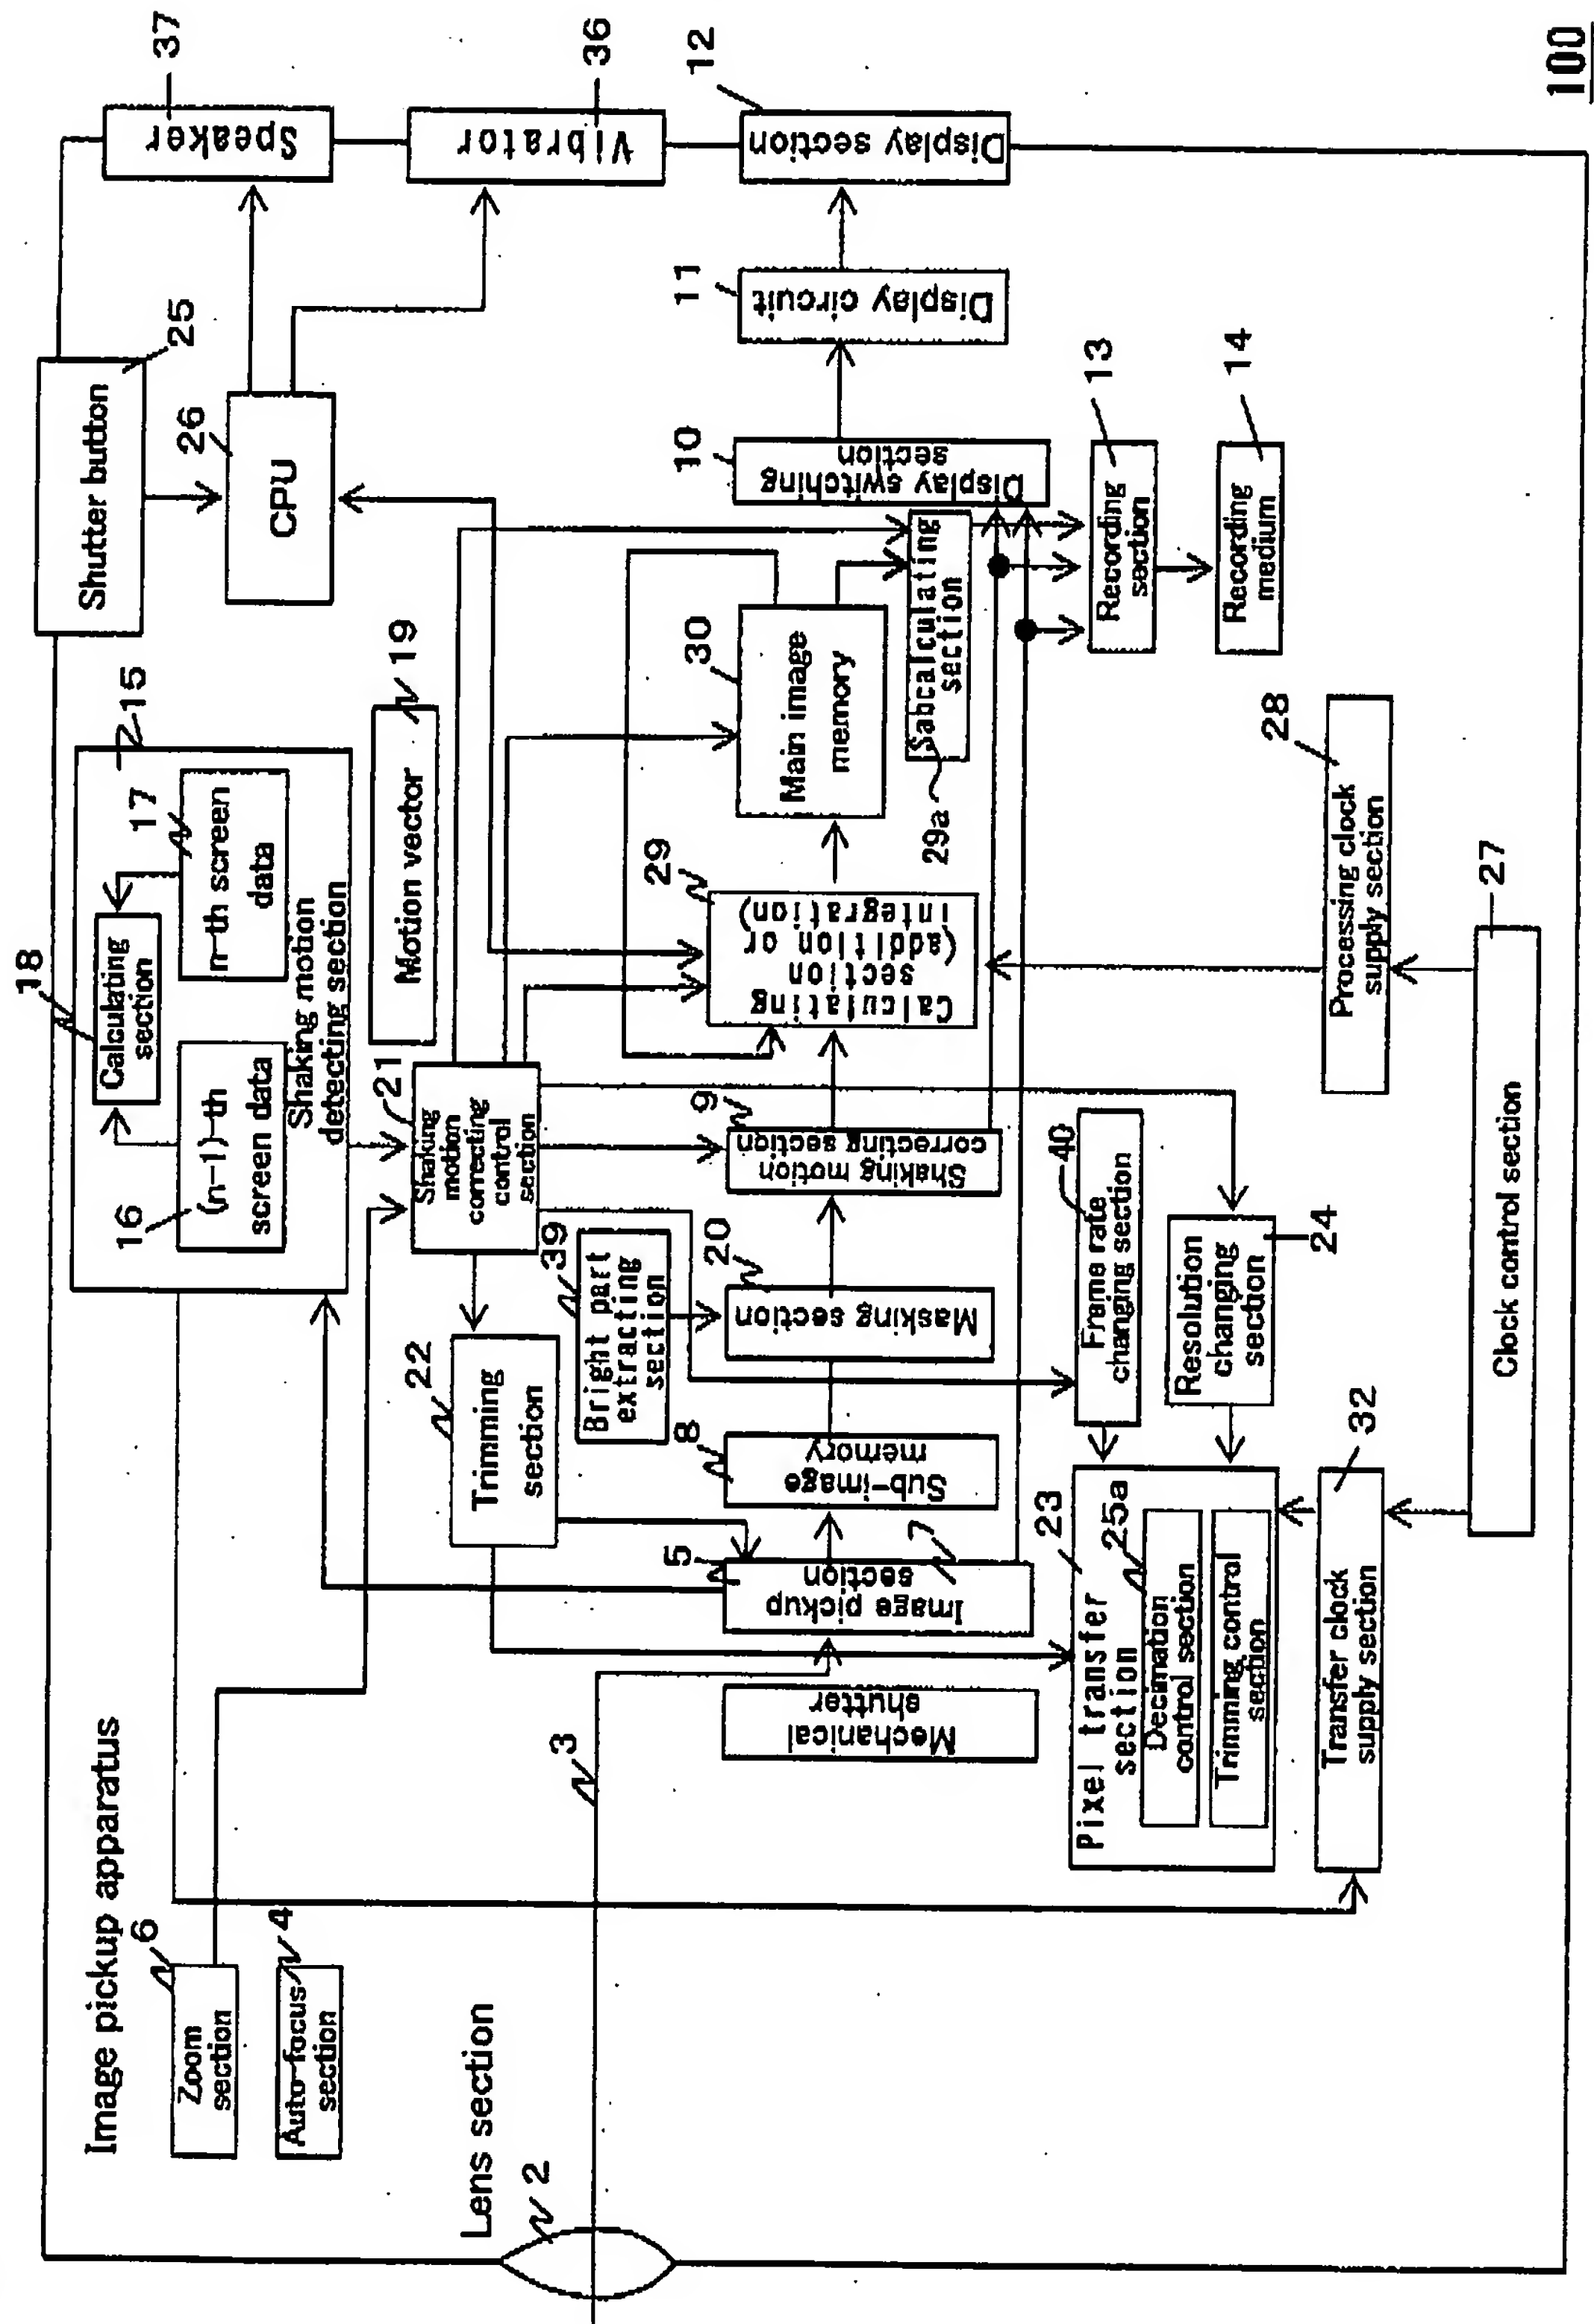 Image pickup apparatus
6
Zoom
section
4
Auto-focus
section
Lens section
2
3
18
15
16
(n-1)-th
screen data
Calculating
section
17
n-th screen
data
Shaking motion
detecting section
Motion vector
19
Shutter button
25
26
CPU
37
Speaker
36
Vibrator
21
Shaking
motion
correcting
control
section
22
Trimming
section
39
Bright part
extracting
section
Mechanical
shutter
5
7
Image pickup
section
8
Sub-image
memory
20
Masking section
9
Shaking motion
correcting section
29
Calculating
section
(addition or
integration)
30
Main image
memory
29a
Sabcalculating
section
10
Display switching
section
11
Display circuit
12
Display section
13
Recording
section
14
Recording
medium
23
Pixel transfer
section
25a
Decimation
control section
Trimming control
section
40
Frame rate
changing section
24
Resolution
changing
section
32
Transfer clock
supply section
28
Processing clock
supply section
27
Clock control section
100